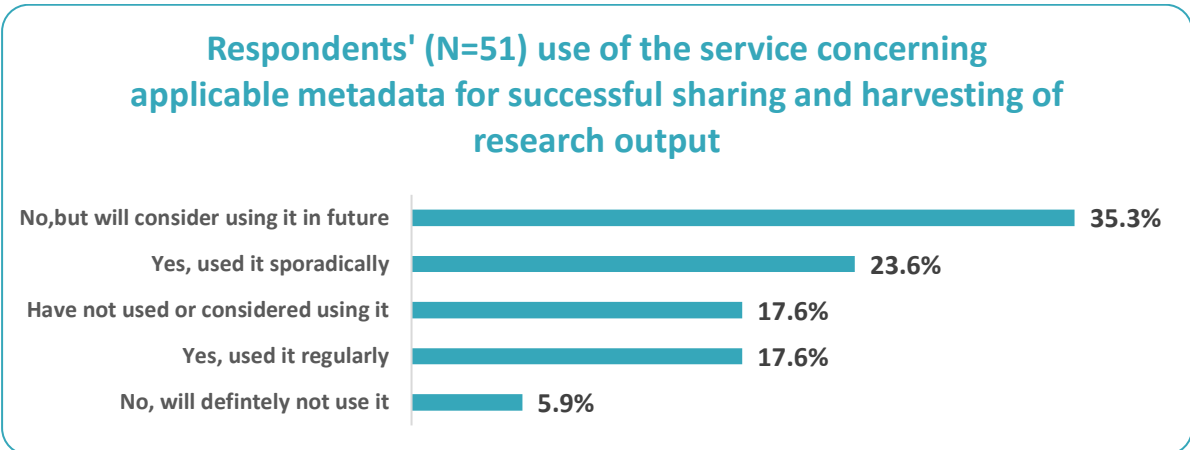 Respondents' (N=51) use of the service concerning
applicable metadata for successful sharing and harvesting of
research output
No,but will consider using it in future
35.3%
Yes, used it sporadically
23.6%
Have not used or considered using it
17.6%
Yes, used it regularly
17.6%
No, will defintely not use it
5.9%